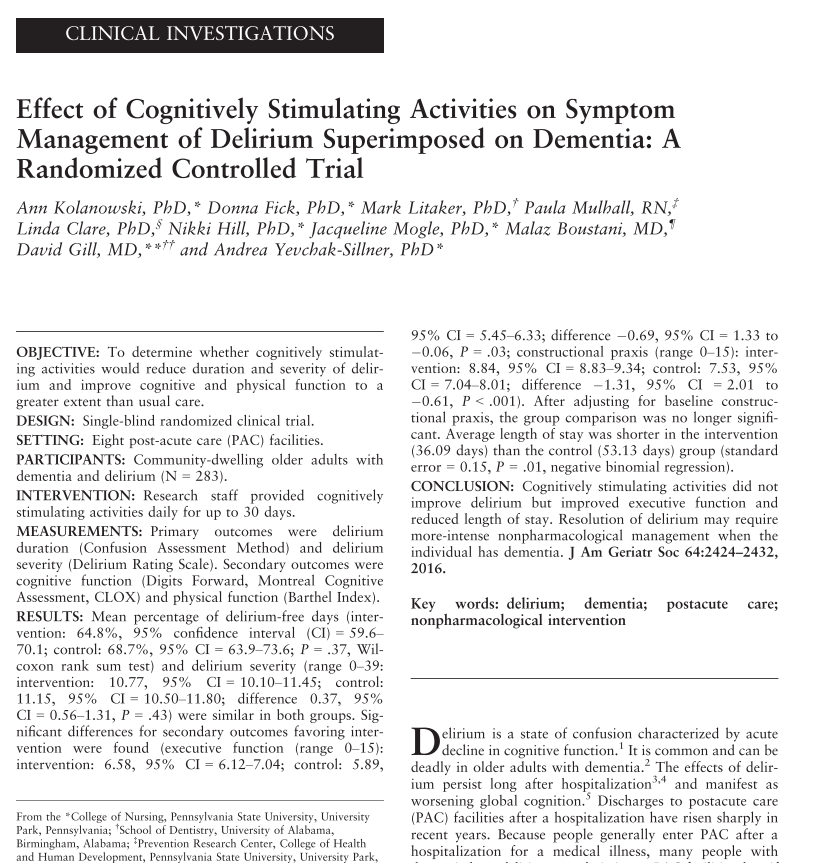 CLINICAL INVESTIGATIONS
Effect of Cognitively Stimulating Activities on Symptom
Management of Delirium Superimposed on Dementia: A
Randomized Controlled Trial
Ann Kolanowski, PhD,* Donna Fick, PhD,* Mark Litaker, PhD,† Paula Mulhall, RN,‡
Linda Clare, PhD,§ Nikki Hill, PhD,* Jacqueline Mogle, PhD,* Malaz Boustani, MD,¶
David Gill, MD,**†† and Andrea Yevchak-Sillner, PhD*
OBJECTIVE: To determine whether cognitively stimulat-
ing activities would reduce duration and severity of delir-
ium and improve cognitive and physical function to a
greater extent than usual care.
DESIGN: Single-blind randomized clinical trial.
SETTING: Eight post-acute care (PAC) facilities.
PARTICIPANTS: Community-dwelling older adults with
dementia and delirium (N = 283).
INTERVENTION: Research staff provided cognitively
stimulating activities daily for up to 30 days.
MEASUREMENTS: Primary outcomes were delirium
duration (Confusion Assessment Method) and delirium
severity (Delirium Rating Scale). Secondary outcomes were
cognitive function (Digits Forward, Montreal Cognitive
Assessment, CLOX) and physical function (Barthel Index).
RESULTS: Mean percentage of delirium-free days (inter-
vention: 64.8%, 95% confidence interval (CI) = 59.6–
70.1; control: 68.7%, 95% CI = 63.9–73.6; P = .37, Wil-
coxon rank sum test) and delirium severity (range 0–39:
intervention: 10.77, 95% CI = 10.10–11.45; control:
11.15, 95% CI = 10.50–11.80; difference 0.37, 95%
CI = 0.56–1.31, P = .43) were similar in both groups. Sig-
nificant differences for secondary outcomes favoring inter-
vention were found (executive function (range 0–15):
intervention: 6.58, 95% CI = 6.12–7.04; control: 5.89,
95% CI = 5.45–6.33; difference −0.69, 95% CI = 1.33 to
−0.06, P = .03; constructional praxis (range 0–15): inter-
vention: 8.84, 95% CI = 8.83–9.34; control: 7.53, 95%
CI = 7.04–8.01; difference −1.31, 95% CI = 2.01 to
−0.61, P < .001). After adjusting for baseline construc-
tional praxis, the group comparison was no longer signifi-
cant. Average length of stay was shorter in the intervention
(36.09 days) than the control (53.13 days) group (standard
error = 0.15, P = .01, negative binomial regression).
CONCLUSION: Cognitively stimulating activities did not
improve delirium but improved executive function and
reduced length of stay. Resolution of delirium may require
more-intense nonpharmacological management when the
individual has dementia. J Am Geriatr Soc 64:2424–2432,
2016.
Key words: delirium; dementia; postacute care;
nonpharmacological intervention
Delirium is a state of confusion characterized by acute
decline in cognitive function.1 It is common and can be
deadly in older adults with dementia.2 The effects of delir-
ium persist long after hospitalization3,4 and manifest as
worsening global cognition.5 Discharges to postacute care
(PAC) facilities after a hospitalization have risen sharply in
recent years. Because people generally enter PAC after a
hospitalization for a medical illness, many people with
From the *College of Nursing, Pennsylvania State University, University
Park, Pennsylvania; †School of Dentistry, University of Alabama,
Birmingham, Alabama; ‡Prevention Research Center, College of Health
and Human Development, Pennsylvania State University, University Park,